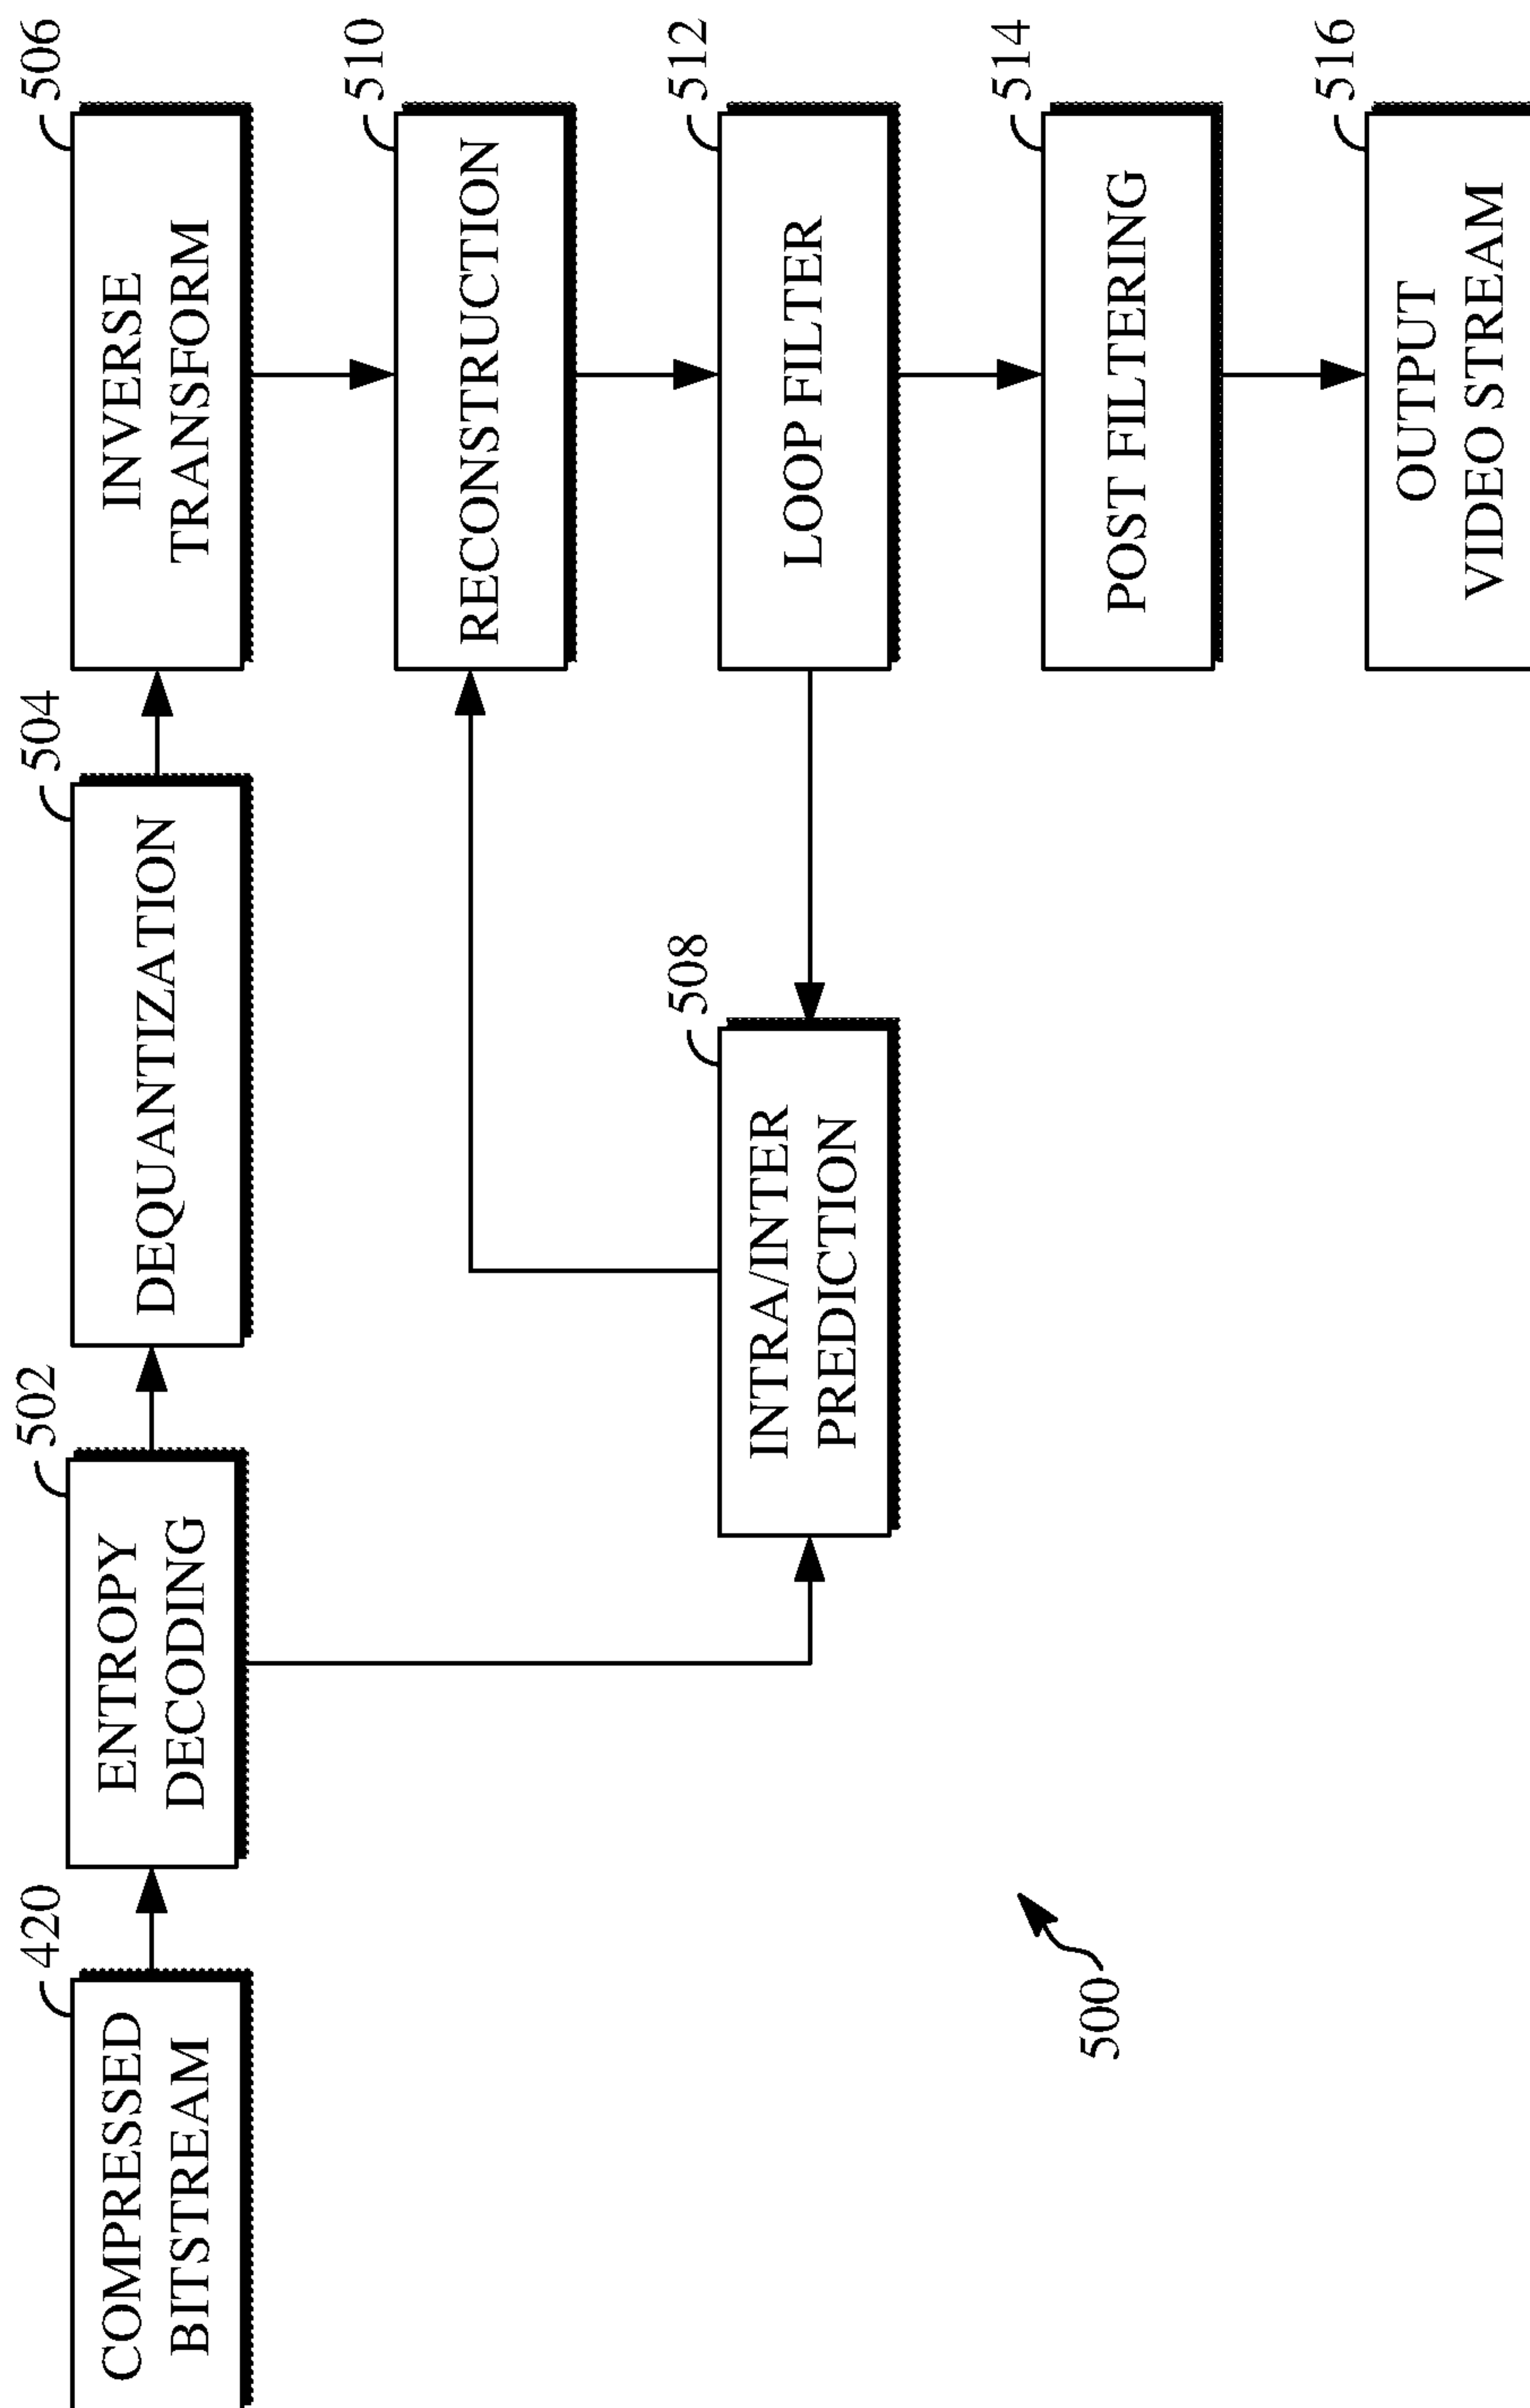 420
COMPRESSED
BITSTREAM
502
ENTROPY
DECODING
504
DEQUANTIZATION
506
INVERSE
TRANSFORM
510
RECONSTRUCTION
508
INTRA/INTER
PREDICTION
512
LOOP FILTER
514
POST FILTERING
500
516
OUTPUT
VIDEO STREAM